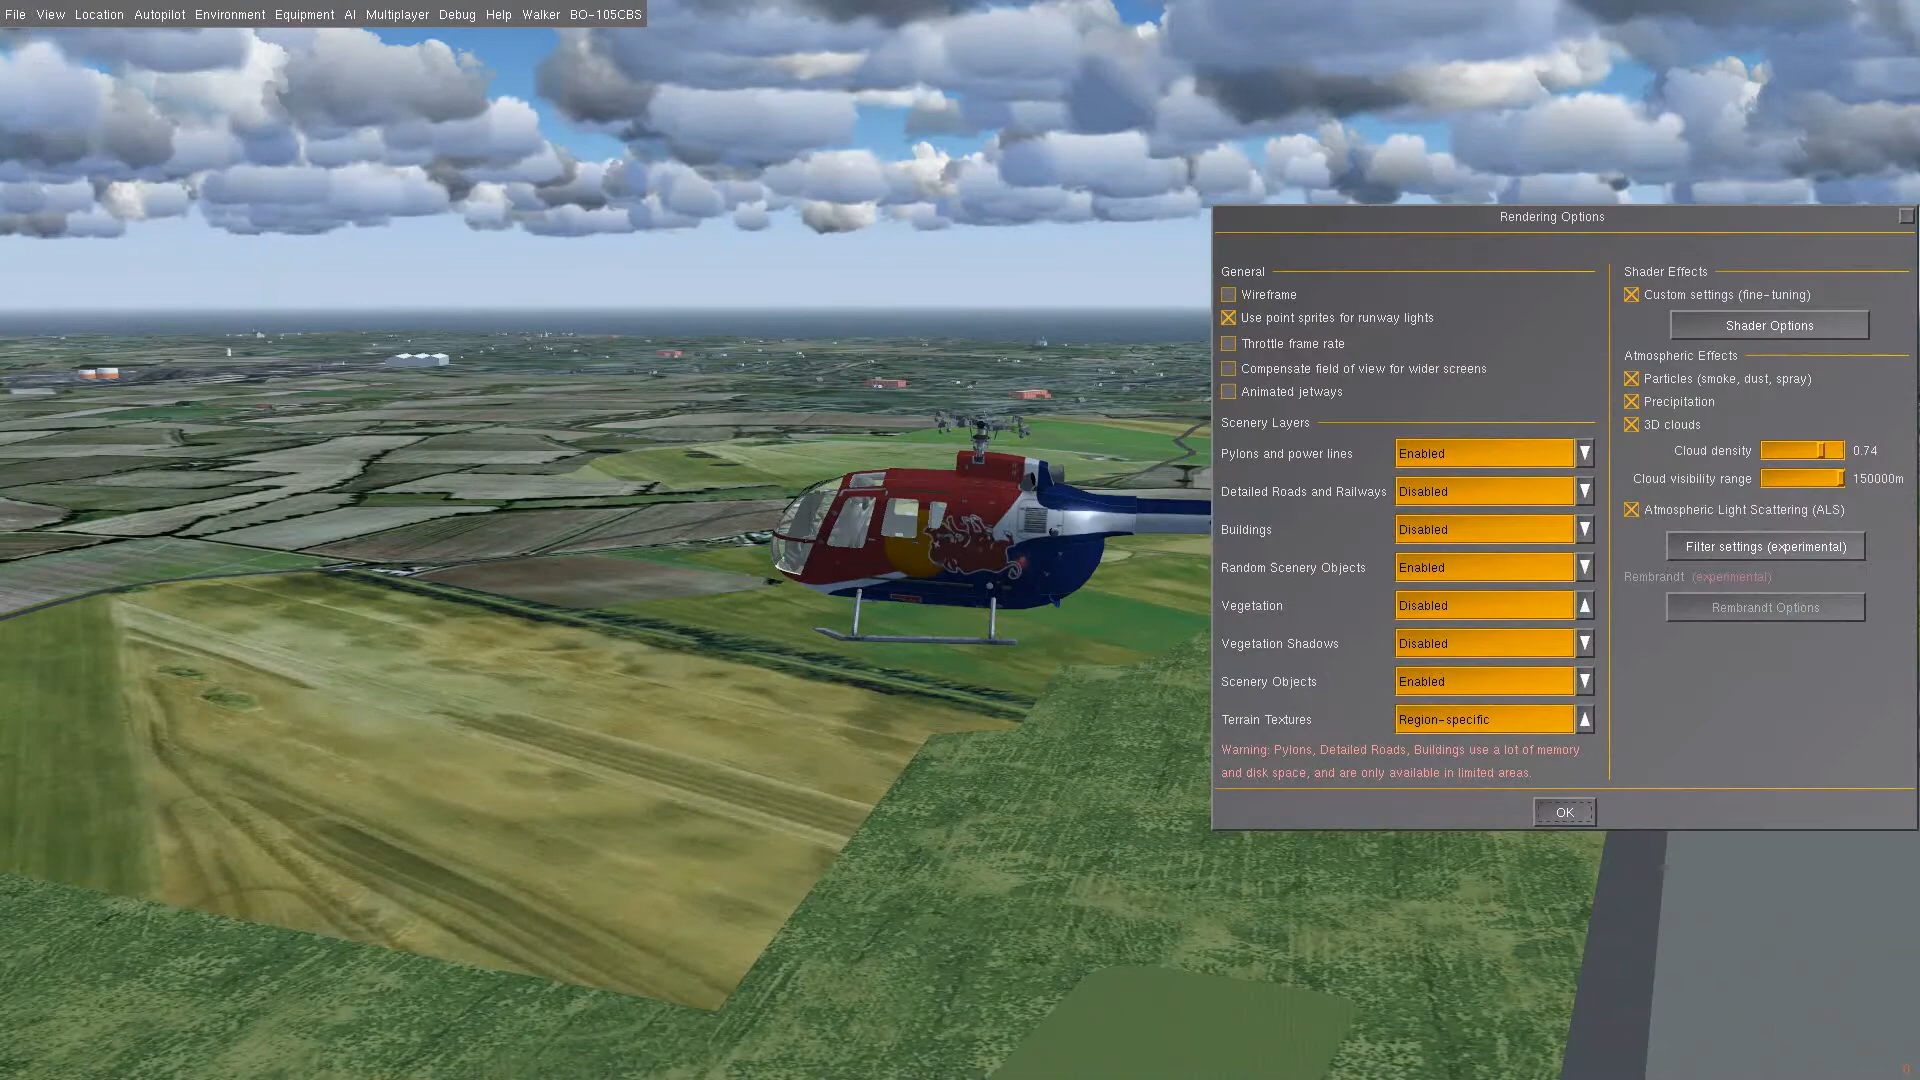 File View Location Autopilot Environment Equipment AI Multiplayer Debug Help Walker BO-105CBS
Rendering Options
General
Wireframe
Use point sprites for runway lights
Throttle frame rate
Compensate field of view for wider screens
Animated jetways
Scenery Layers
Pylons and power lines Enabled
Detailed Roads and Railways Disabled
Buildings Disabled
Random Scenery Objects Enabled
Vegetation Disabled
Vegetation Shadows Disabled
Scenery Objects Enabled
Terrain Textures Region-specific
Warning: Pylons, Detailed Roads, Buildings use a lot of memory
and disk space, and are only available in limited areas.
Shader Effects
Custom settings (fine-tuning)
Shader Options
Atmospheric Effects
Particles (smoke, dust, spray)
Precipitation
3D clouds
Cloud density 0.74
Cloud visibility range 150000m
Atmospheric Light Scattering (ALS)
Filter settings (experimental)
Rembrandt (experimental)
Rembrandt Options
OK